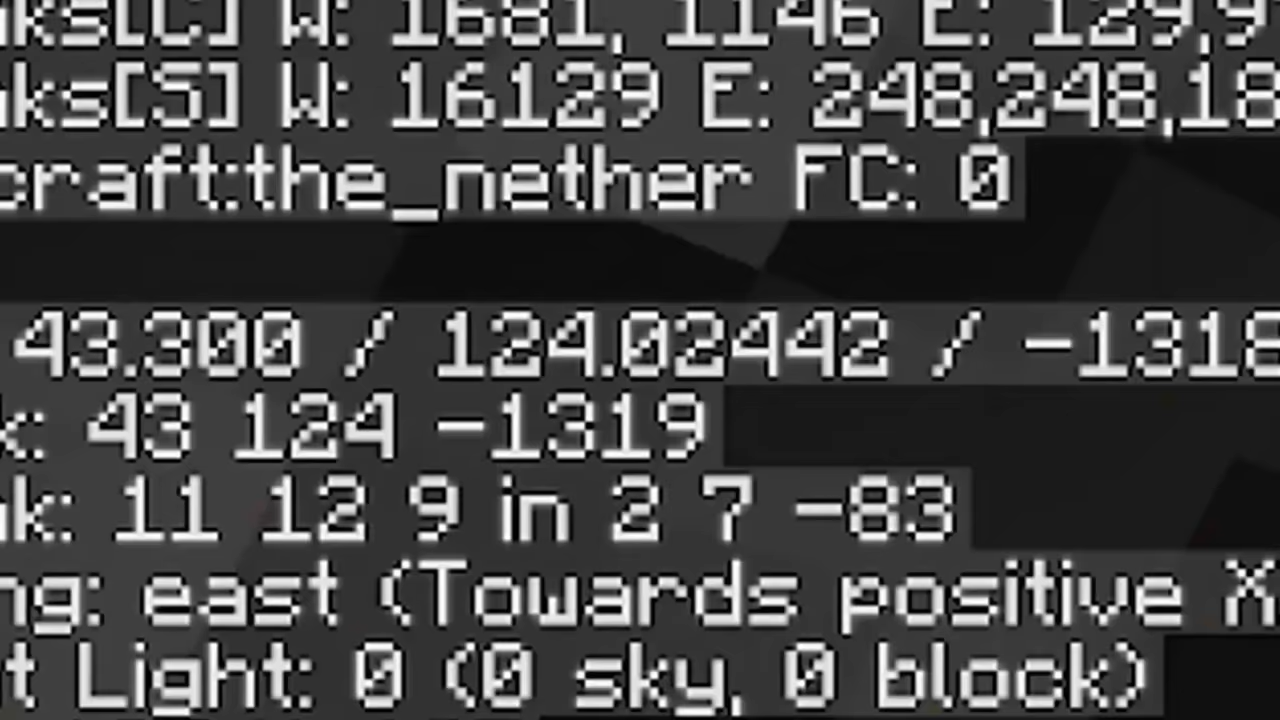 ks[C] W: 1681, 1146 E: 129,9
ks[S] W: 16129 E: 248,248,18
craft:the_nether FC: 0
43.300 / 124.02442 / -1318
k: 43 124 -1319
k: 11 12 9 in 2 7 -83
ng: east (Towards positive X
t Light: 0 (0 sky, 0 block)